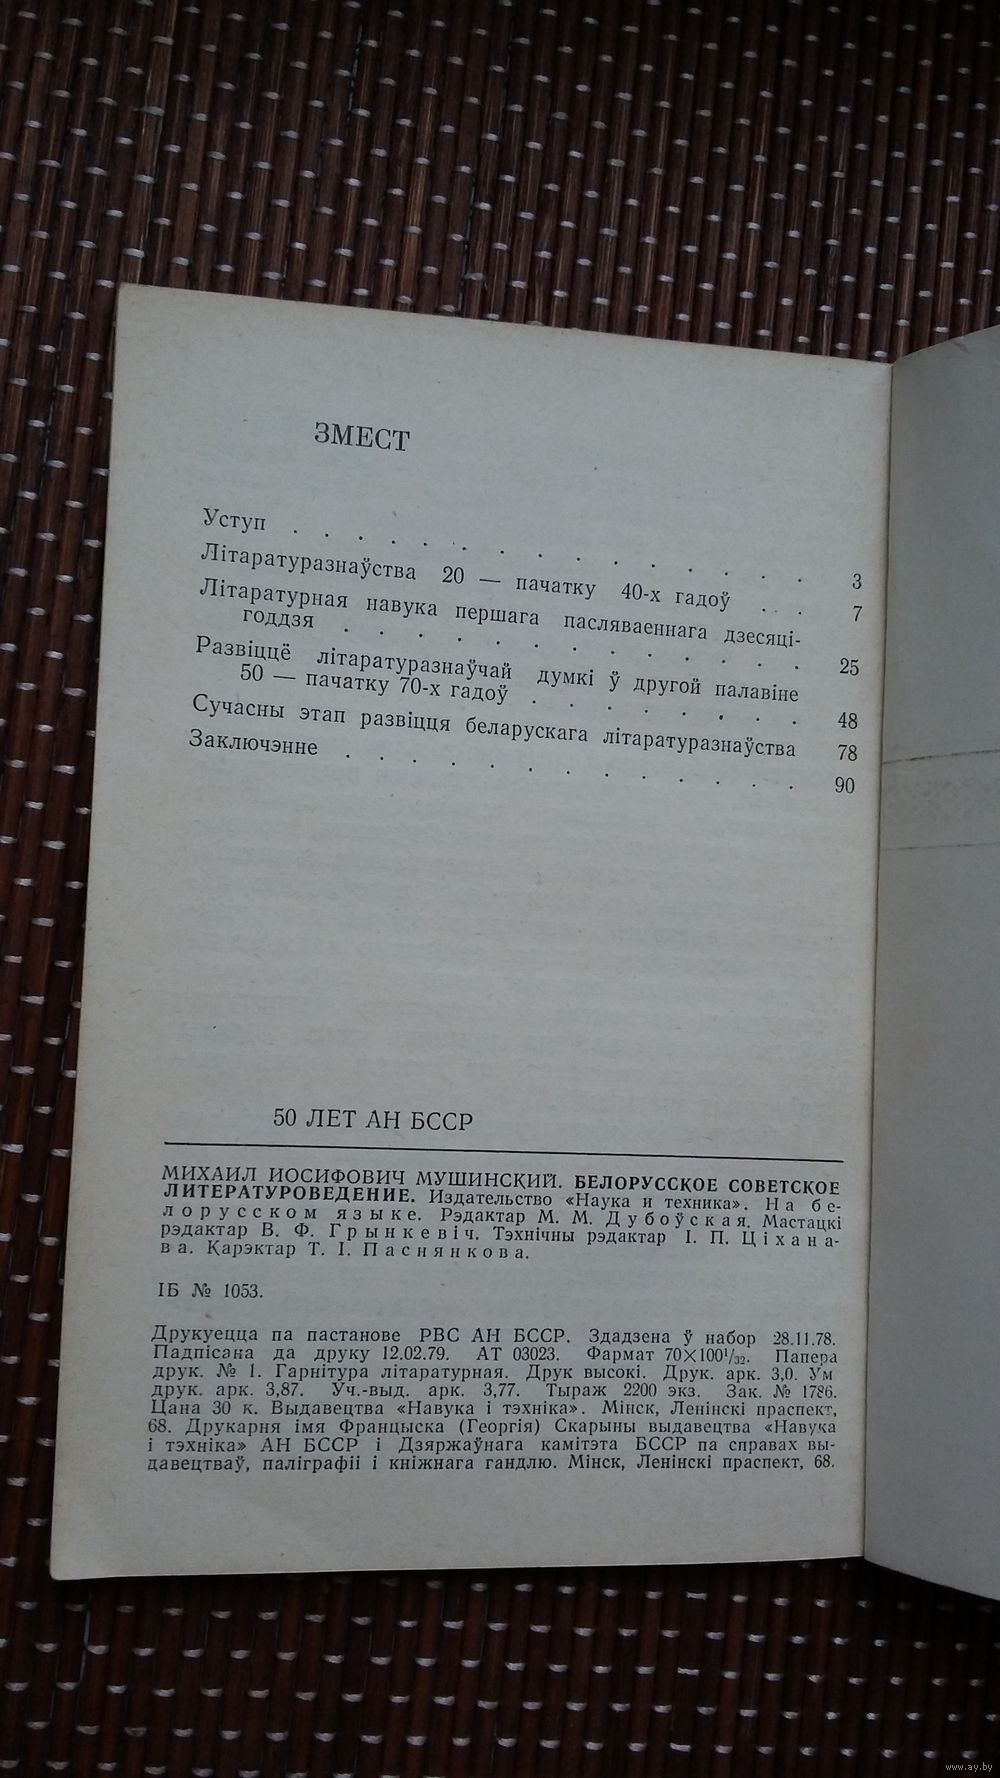 ЗМЕСТ
Уступ . . . . . . . . . . . . . 3
Літаратуразнаўства 20 — пачатку 40-х гадоў . . . 7
Літаратурная навука першага пасляваеннага дзесяці-
годдзя . . . . . . . . . . . . 25
Развіццё літаратуразнаўчай думкі ў другой палавіне
50 — пачатку 70-х гадоў . . . . . . . . 48
Сучасны этап развіцця беларускага літаратуразнаўства 78
Заключэнне . . . . . . . . . . . . 90
50 ЛЕТ АН БССР
МИХАИЛ ИОСИФОВИЧ МУШИНСКИЙ. БЕЛОРУССКОЕ СОВЕТСКОЕ
ЛИТЕРАТУРОВЕДЕНИЕ. Издательство «Наука и техника». На бе-
лорусском языке. Рэдактар М. М. Дубоўская. Мастацкі
рэдактар В. Ф. Грынкевіч. Тэхнічны рэдактар І. П. Ціхана-
ва. Карэктар Т. І. Паснянкова.
ІБ № 1053.
Друкуецца па пастанове РВС АН БССР. Здадзена ў набор 28.11.78.
Падпісана да друку 12.02.79. АТ 03023. Фармат 70×100¹/₃₂. Папера
друк. № 1. Гарнітура літаратурная. Друк высокі. Друк. арк. 3,0. Ум
друк. арк. 3,87. Уч.-выд. арк. 3,77. Тыраж 2200 экз. Зак. № 1786.
Цана 30 к. Выдавецтва «Навука і тэхніка». Мінск, Ленінскі праспект,
68. Друкарня імя Францыска (Георгія) Скарыны выдавецтва «Навука
і тэхніка» АН БССР і Дзяржаўнага камітэта БССР па справах вы-
давецтваў, паліграфіі і кніжнага гандлю. Мінск, Ленінскі праспект, 68.
www.ay.by